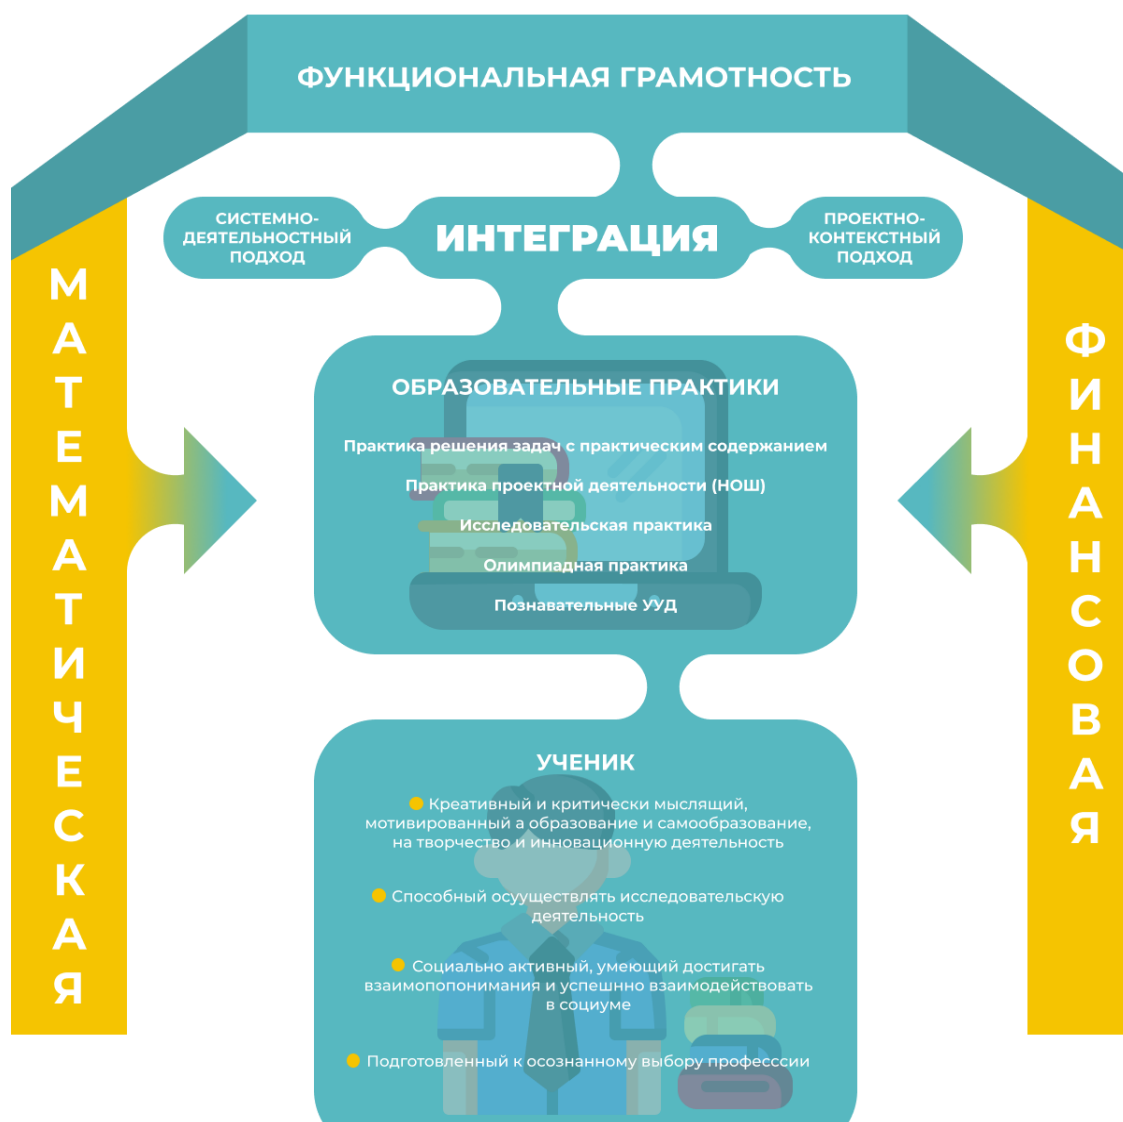 ФУНКЦИОНАЛЬНАЯ ГРАМОТНОСТЬ
СИСТЕМНО-
ДЕЯТЕЛЬНОСТНЫЙ
ПОДХОД
ИНТЕГРАЦИЯ
ПРОЕКТНО-
КОНТЕКСТНЫЙ
ПОДХОД
МАТЕМАТИЧЕСКАЯ
ФИНАНСОВАЯ
ОБРАЗОВАТЕЛЬНЫЕ ПРАКТИКИ
Практика решения задач с практическим содержанием
Практика проектной деятельности (НОШ)
Исследовательская практика
Олимпиадная практика
Познавательные УУД
УЧЕНИК
Креативный и критически мыслящий,
мотивированный а образование и самообразование,
на творчество и инновационную деятельность
Способный осууществлять исследовательскую
деятельность
Социально активный, умеющий достигать
взаимопопонимания и успешнно взаимодействовать
в социуме
Подготовленный к осознанному выбору професссии